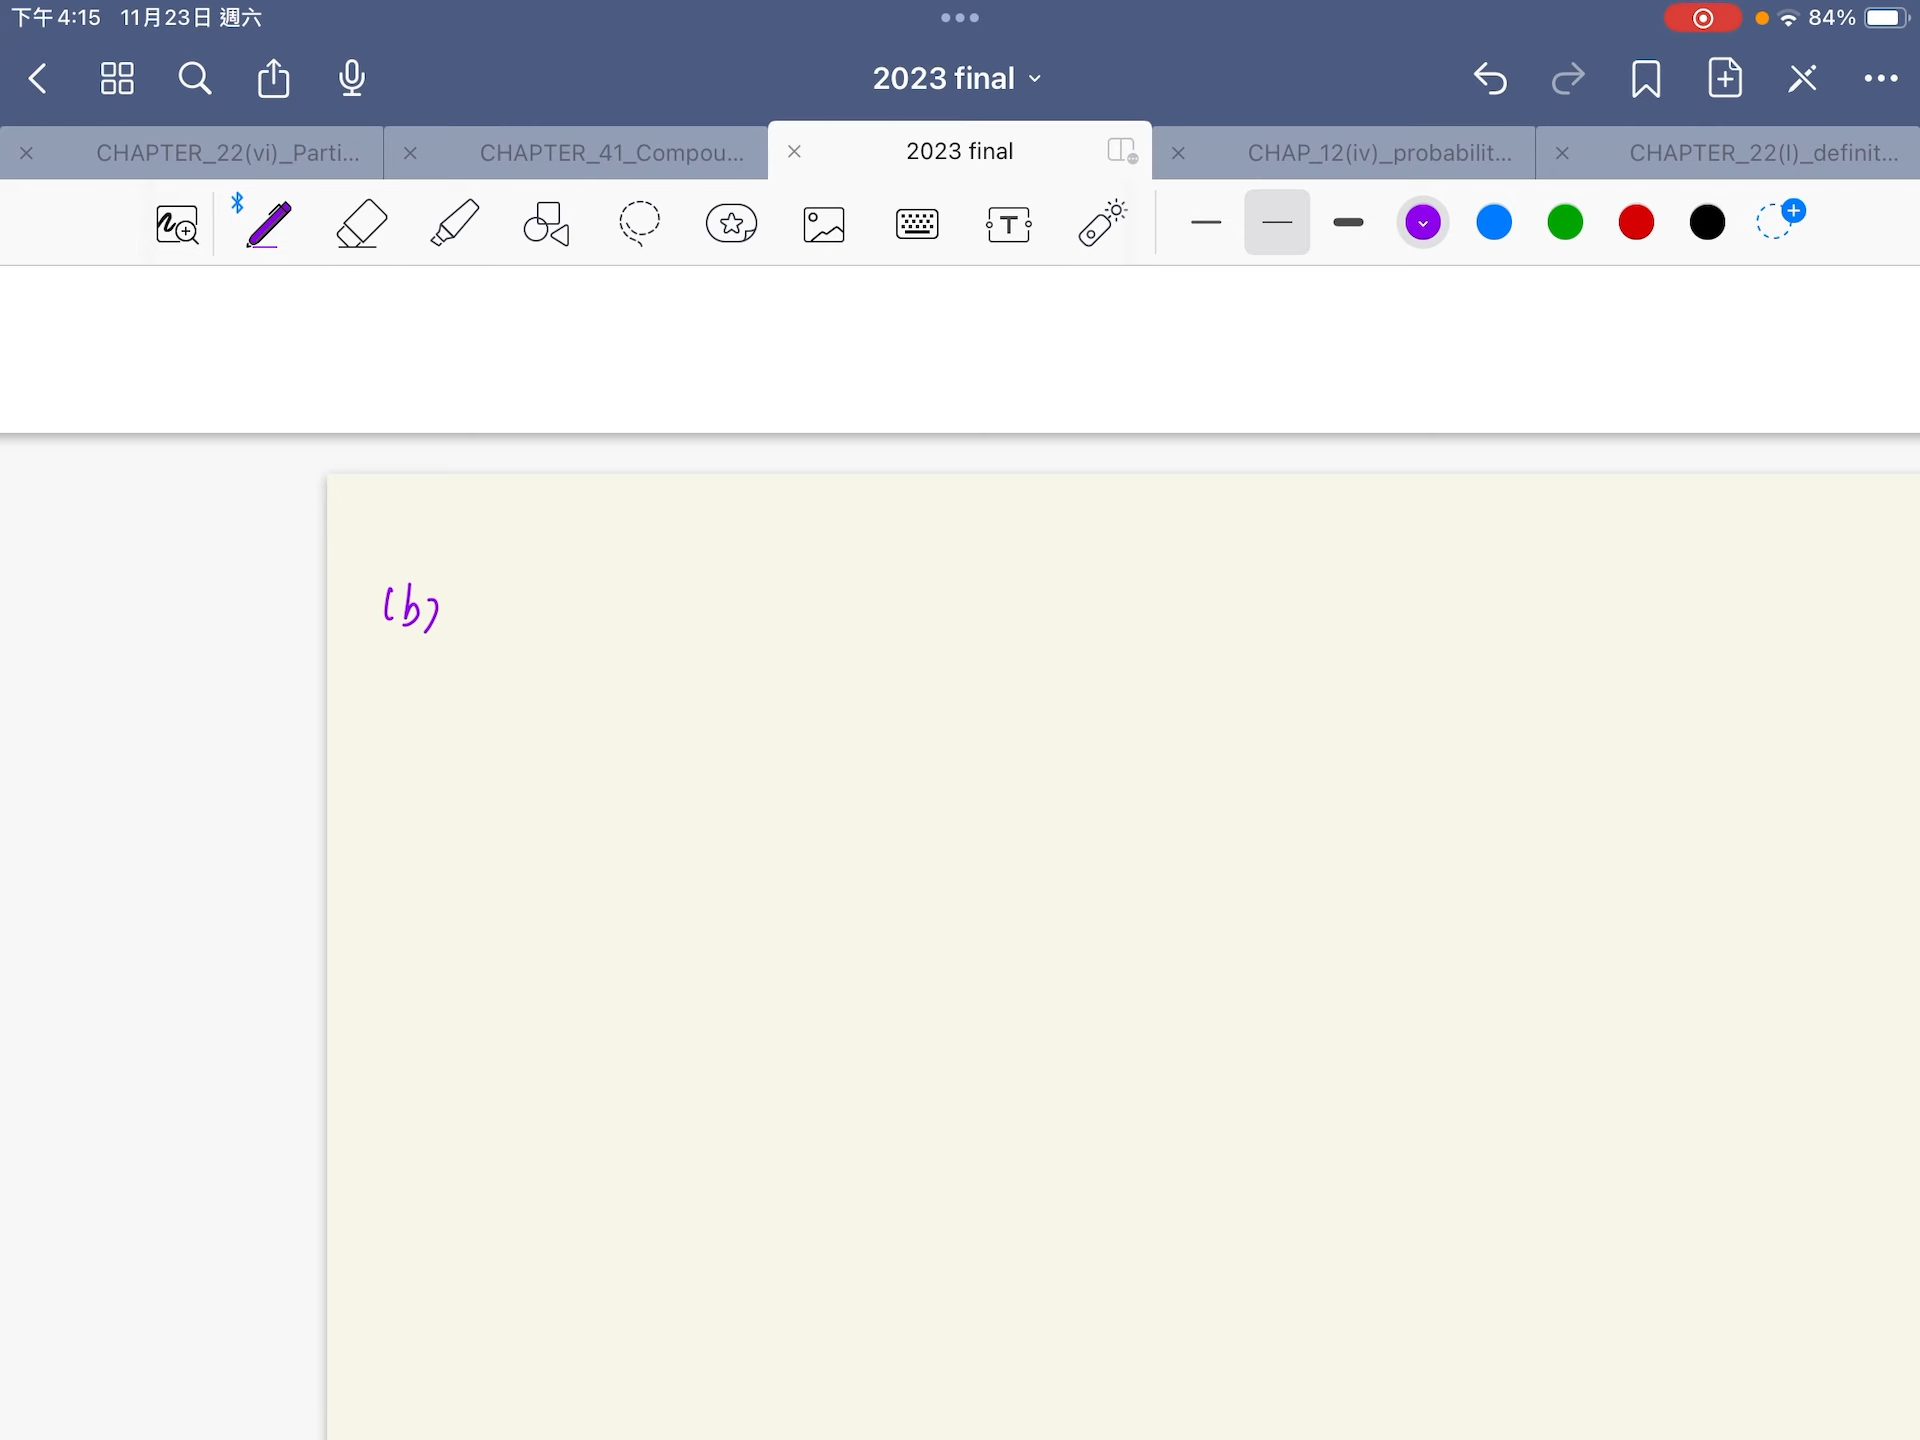 下午4:15 11月23日 週六
84%
2023 final
CHAPTER_22(vi)_Parti...
CHAPTER_41_Compou...
2023 final
CHAP_12(iv)_probabilit...
CHAPTER_22(I)_definit...
(b)